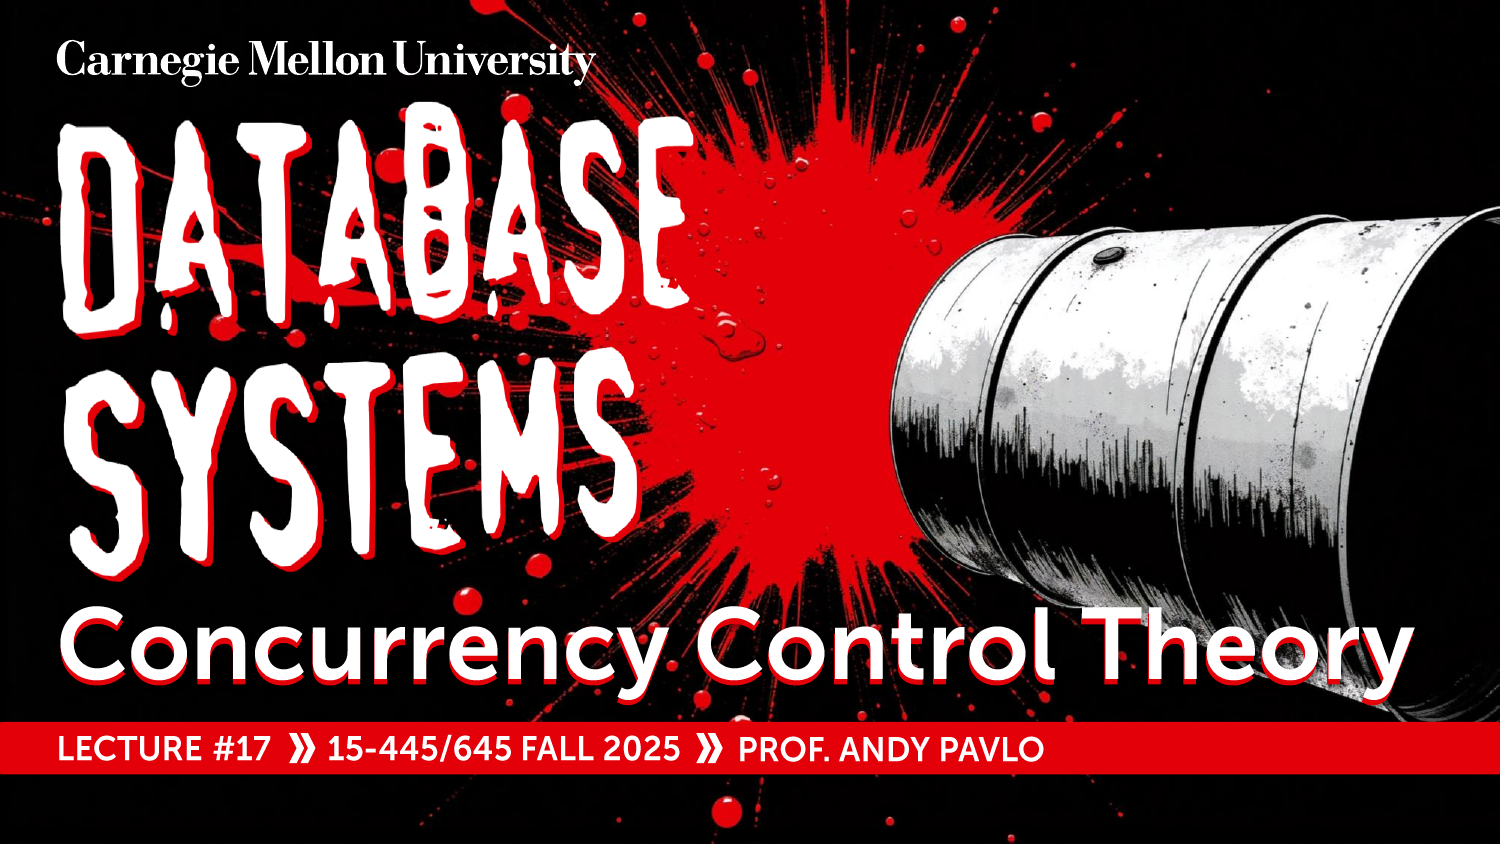 Carnegie Mellon University
DATABASE
SYSTEMS
Concurrency Control Theory
LECTURE #17 » 15-445/645 FALL 2025 » PROF. ANDY PAVLO